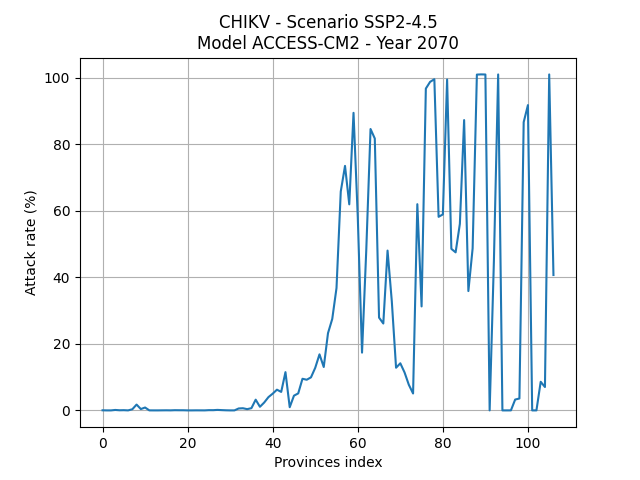 CHIKV - Scenario SSP2-4.5
Model ACCESS-CM2 - Year 2070
100
80
60
40
20
0
Attack rate (%)
0 20 40 60 80 100
Provinces index